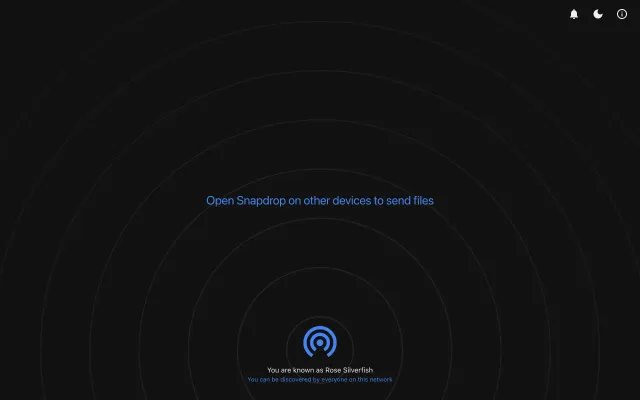 Open Snapdrop on other devices to send files
You are known as Rose Silverfish
You can be discovered by everyone on this network